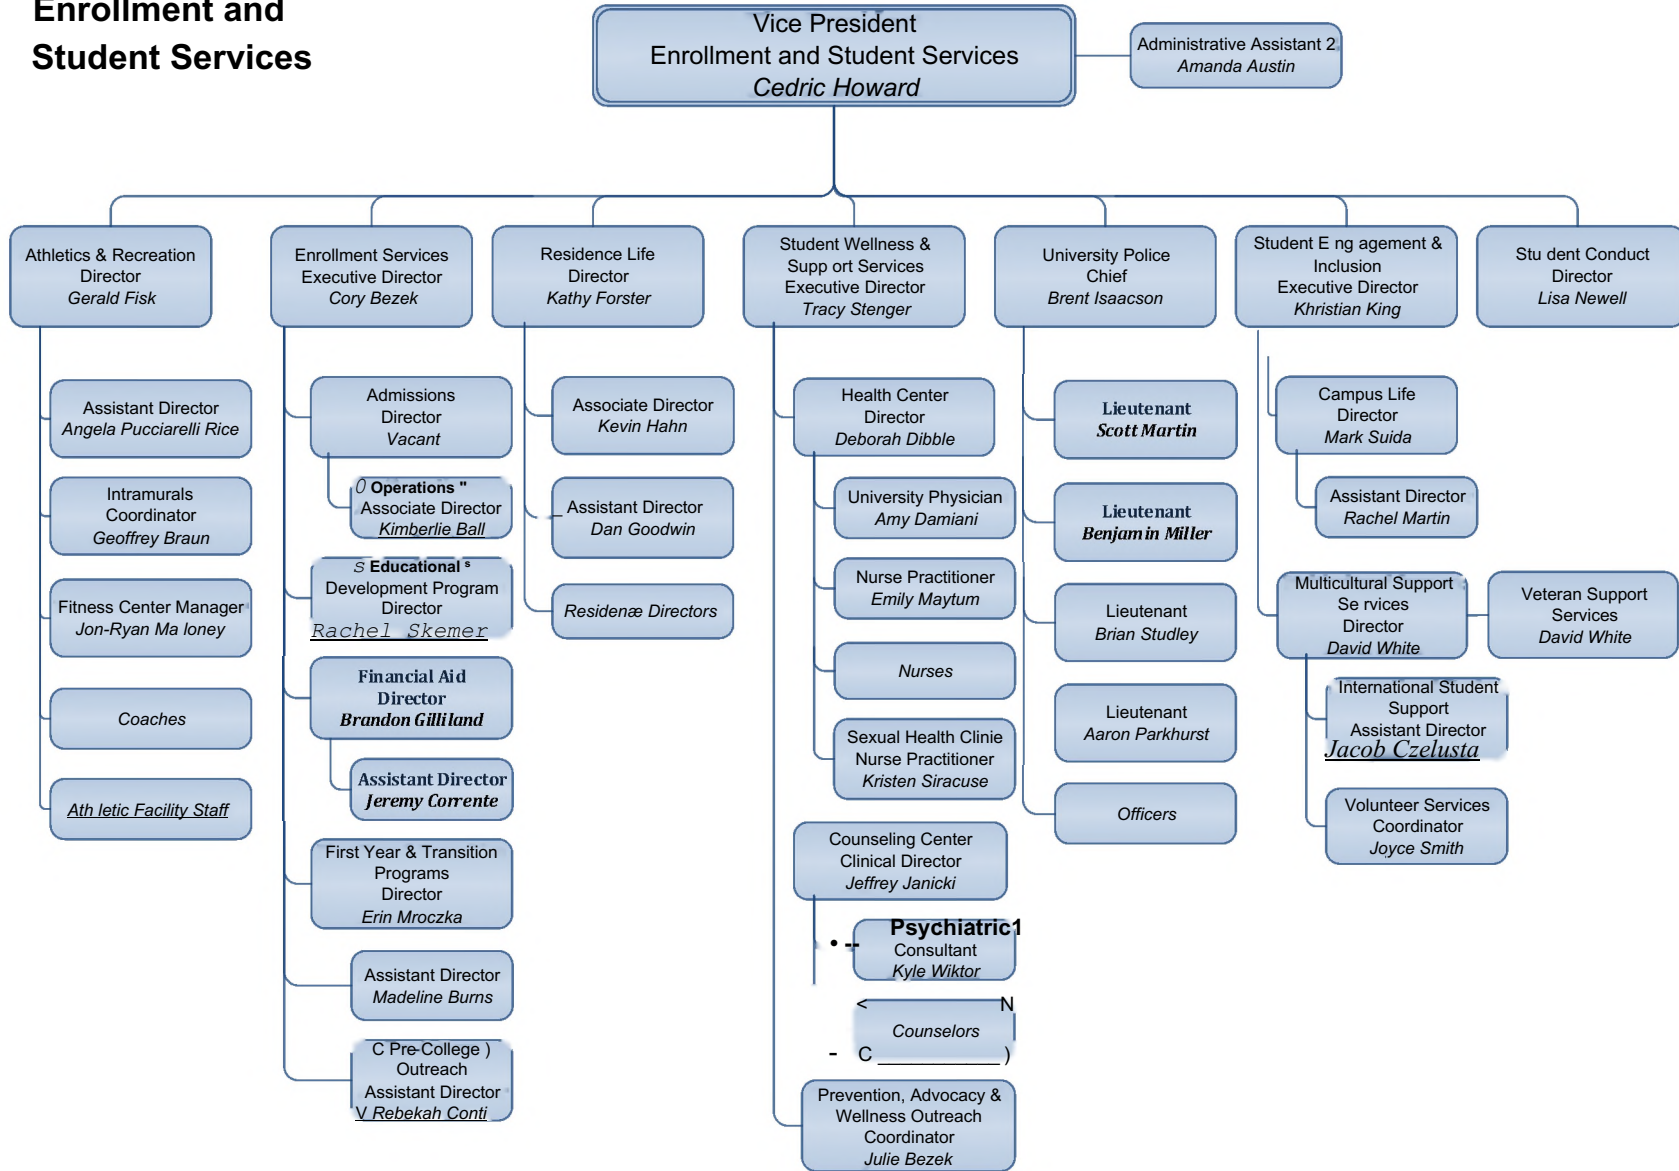 Enrollment and
Student Services
Vice President
Enrollment and Student Services
Cedric Howard
Administrative Assistant 2
Amanda Austin
Athletics & Recreation
Director
Gerald Fisk
Assistant Director
Angela Pucciarelli Rice
Intramurals
Coordinator
Geoffrey Braun
Fitness Center Manager
Jon-Ryan Ma loney
Coaches
Ath letic Facility Staff
Enrollment Services
Executive Director
Cory Bezek
Admissions
Director
Vacant
0 Operations "
Associate Director
Kimberlie Ball
S Educational s
Development Program
Director
Rachel Skemer
Financial Aid
Director
Brandon Gilliland
Assistant Director
Jeremy Corrente
First Year & Transition
Programs
Director
Erin Mroczka
Assistant Director
Madeline Burns
C Pre-College )
Outreach
Assistant Director
V Rebekah Conti
Residence Life
Director
Kathy Forster
Associate Director
Kevin Hahn
Assistant Director
Dan Goodwin
Residenæ Directors
Student Wellness &
Supp ort Services
Executive Director
Tracy Stenger
Health Center
Director
Deborah Dibble
University Physician
Amy Damiani
Nurse Practitioner
Emily Maytum
Nurses
Sexual Health Clinie
Nurse Practitioner
Kristen Siracuse
Counseling Center
Clinical Director
Jeffrey Janicki
• -- Psychiatric1
Consultant
Kyle Wiktor
< N
Counselors
- C ___________ )
Prevention, Advocacy &
Wellness Outreach
Coordinator
Julie Bezek
University Police
Chief
Brent Isaacson
Lieutenant
Scott Martin
Lieutenant
Benjamin Miller
Lieutenant
Brian Studley
Lieutenant
Aaron Parkhurst
Officers
Student E ng agement &
Inclusion
Executive Director
Khristian King
Campus Life
Director
Mark Suida
Assistant Director
Rachel Martin
Multicultural Support
Se rvices
Director
David White
Veteran Support
Services
David White
International Student
Support
Assistant Director
Jacob Czelusta
Volunteer Services
Coordinator
Joyce Smith
Stu dent Conduct
Director
Lisa Newell